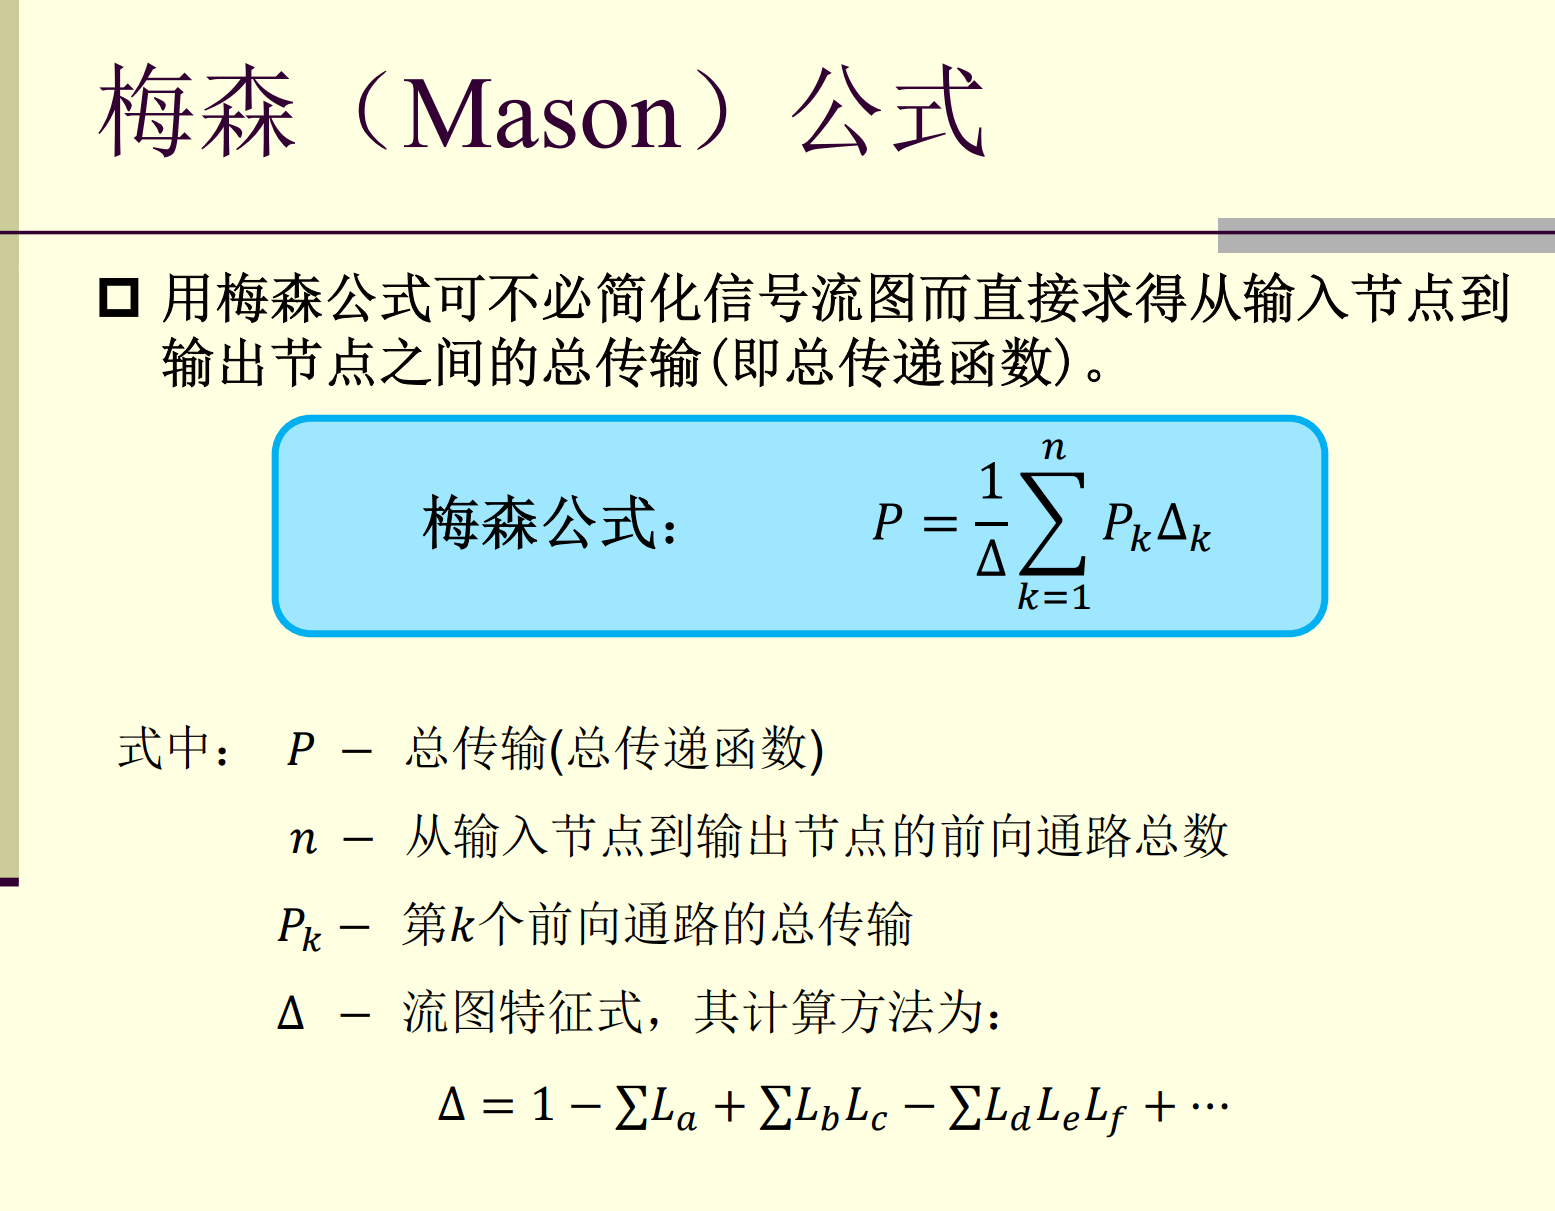 梅森（Mason）公式
用梅森公式可不必简化信号流图而直接求得从输入节点到
输出节点之间的总传输(即总传递函数)。
梅森公式： $P = \frac{1}{\Delta}\sum_{k=1}^{n} P_k \Delta_k$
式中： $P$ － 总传输(总传递函数)
$n$ － 从输入节点到输出节点的前向通路总数
$P_k$ － 第$k$个前向通路的总传输
$\Delta$ － 流图特征式，其计算方法为：
$\Delta = 1 - \sum L_a + \sum L_b L_c - \sum L_d L_e L_f + \cdots$